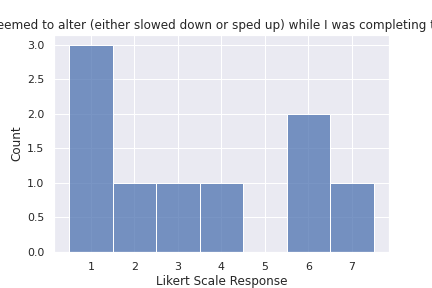 eemed to alter (either slowed down or sped up) while I was completing t
3.0
2.5
2.0
1.5
1.0
0.5
0.0
Count
1 2 3 4 5 6 7
Likert Scale Response